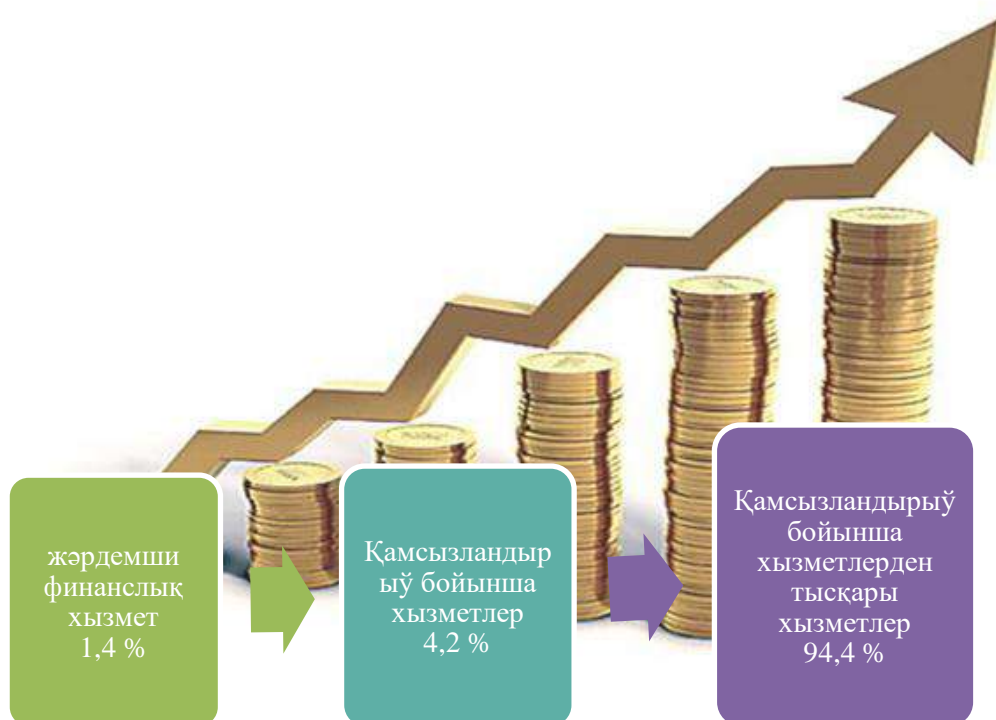 жәрдемши
финанслық
хызмет
1,4 %
Қамсызландыр
ыў бойынша
хызметлер
4,2 %
Қамсызландырыў
бойынша
хызметлерден
тысқары
хызметлер
94,4 %